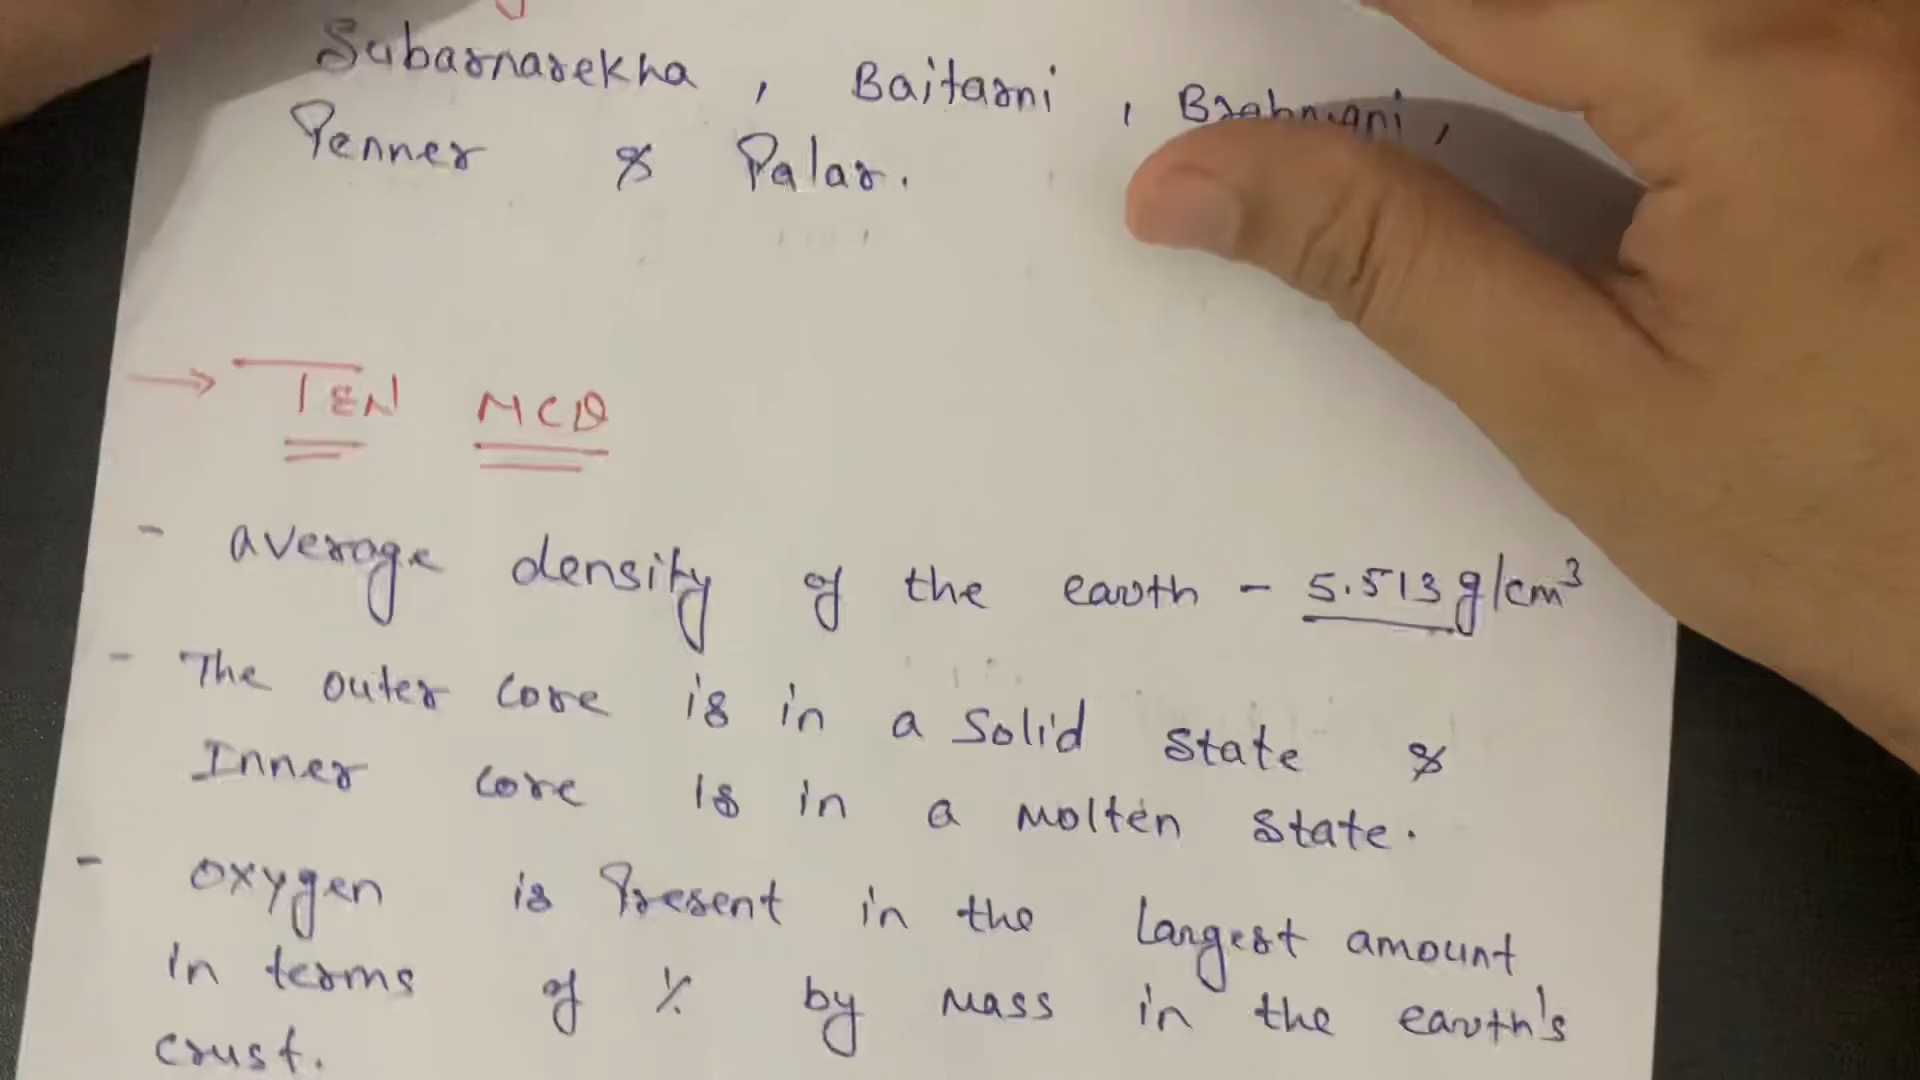 Subarnarekha , Baitarni , Brahmani ,
Penner & Palar.
→ TEN MCQ
- average density of the earth - 5.513 g/cm³
- The outer core is in a solid state &
Inner core is in a molten state.
- oxygen is Present in the largest amount
in terms of % by mass in the earth's
crust.